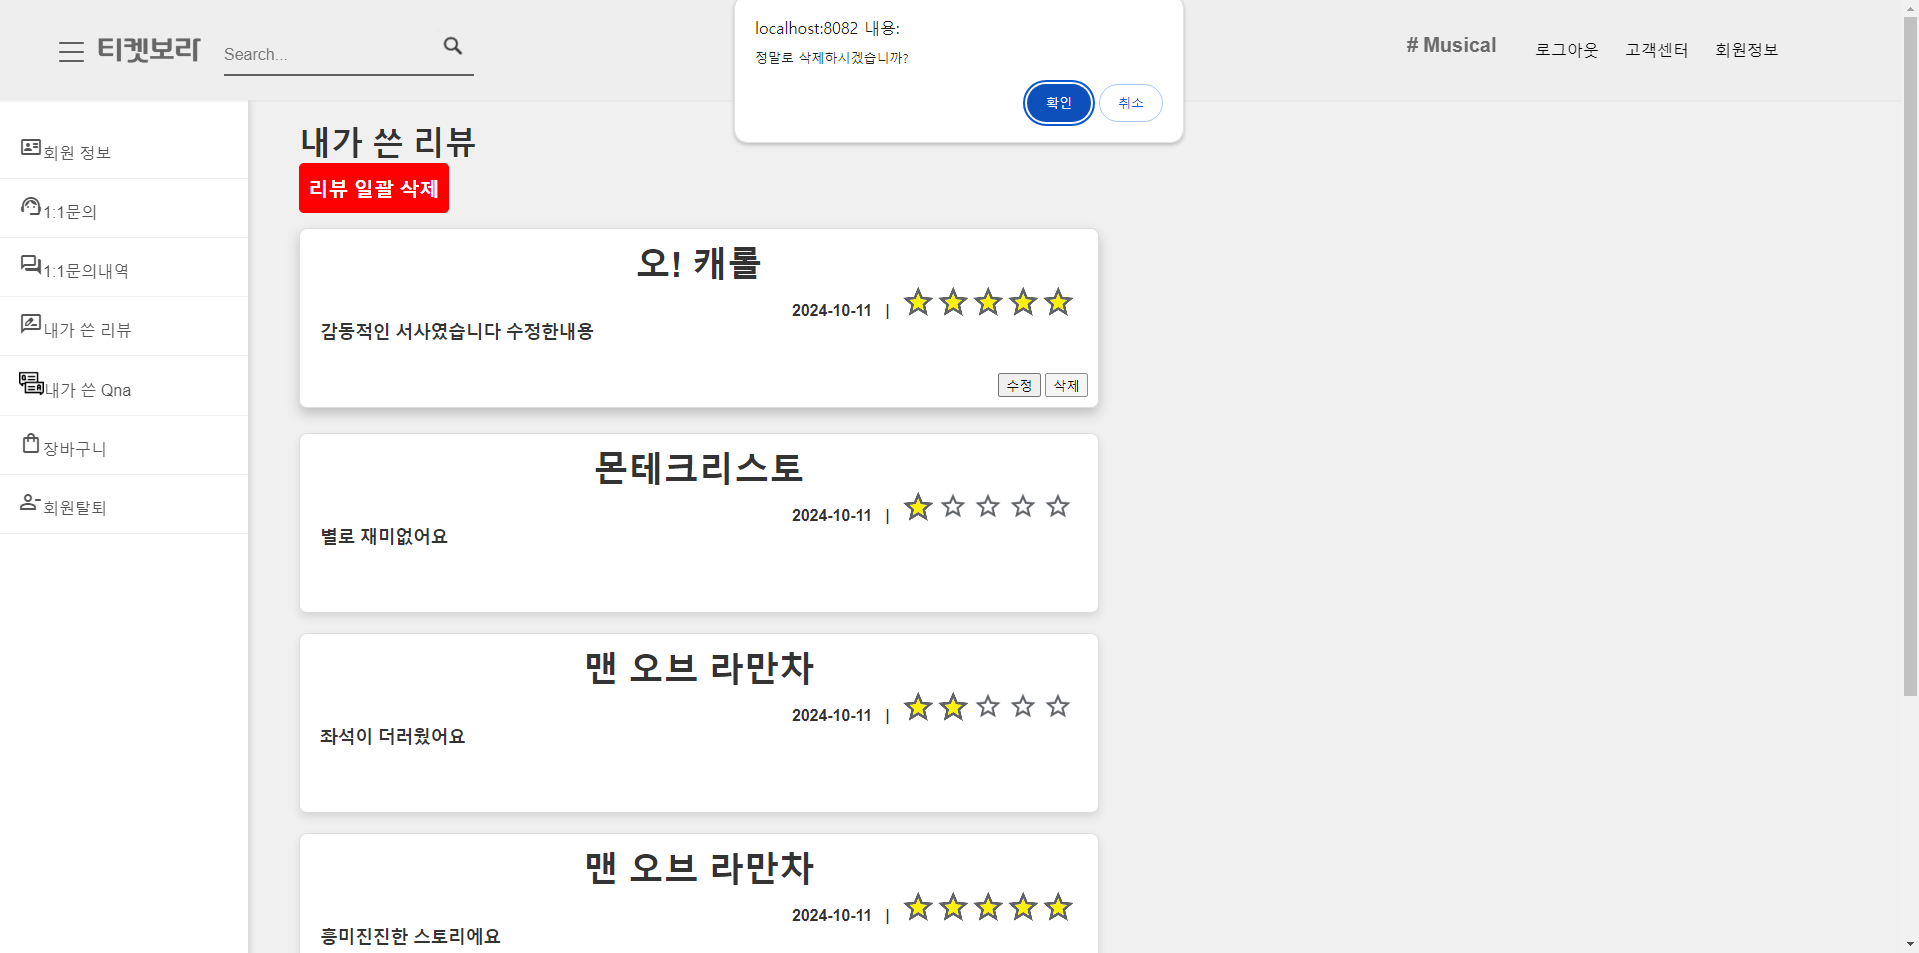 티켓보라
Search...
localhost:8082 내용:
정말로 삭제하시겠습니까?
확인 취소
# Musical 로그아웃 고객센터 회원정보
회원 정보
1:1문의
1:1문의내역
내가 쓴 리뷰
내가 쓴 Qna
장바구니
회원탈퇴
내가 쓴 리뷰
리뷰 일괄 삭제
오! 캐롤
2024-10-11 |
감동적인 서사였습니다 수정한내용
수정 삭제
몬테크리스토
2024-10-11 |
별로 재미없어요
맨 오브 라만차
2024-10-11 |
좌석이 더러웠어요
맨 오브 라만차
2024-10-11 |
흥미진진한 스토리에요